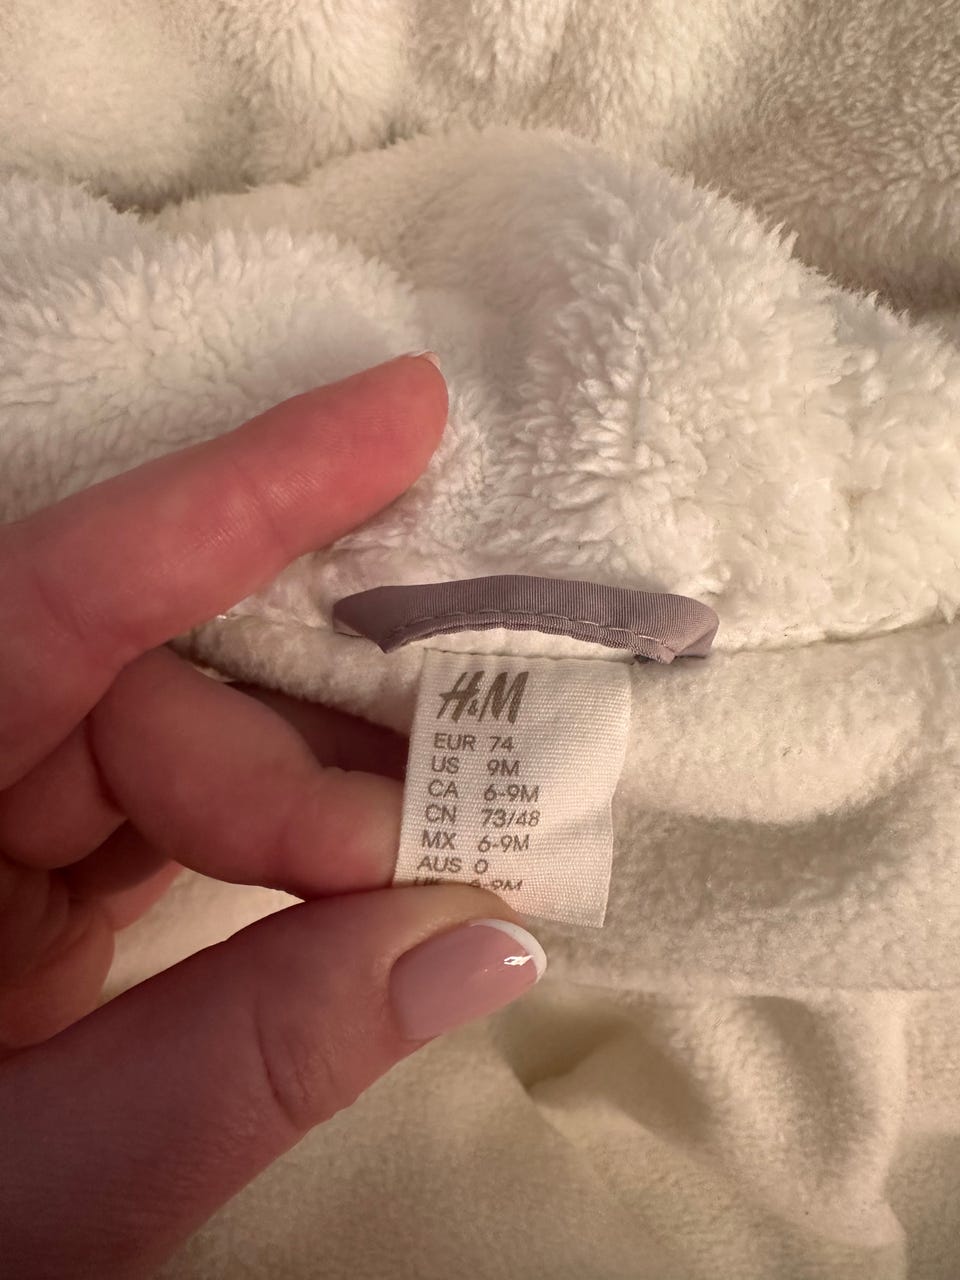 H&M
EUR 74
US 9M
CA 6-9M
CN 73/48
MX 6-9M
AUS 0